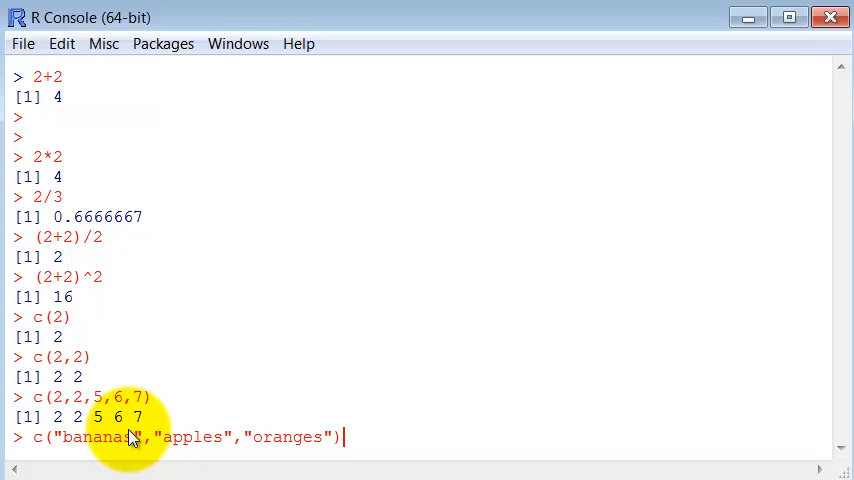 R Console (64-bit)
File Edit Misc Packages Windows Help
> 2+2
[1] 4
>
>
> 2*2
[1] 4
> 2/3
[1] 0.6666667
> (2+2)/2
[1] 2
> (2+2)^2
[1] 16
> c(2)
[1] 2
> c(2,2)
[1] 2 2
> c(2,2,5,6,7)
[1] 2 2 5 6 7
> c("bananas","apples","oranges")